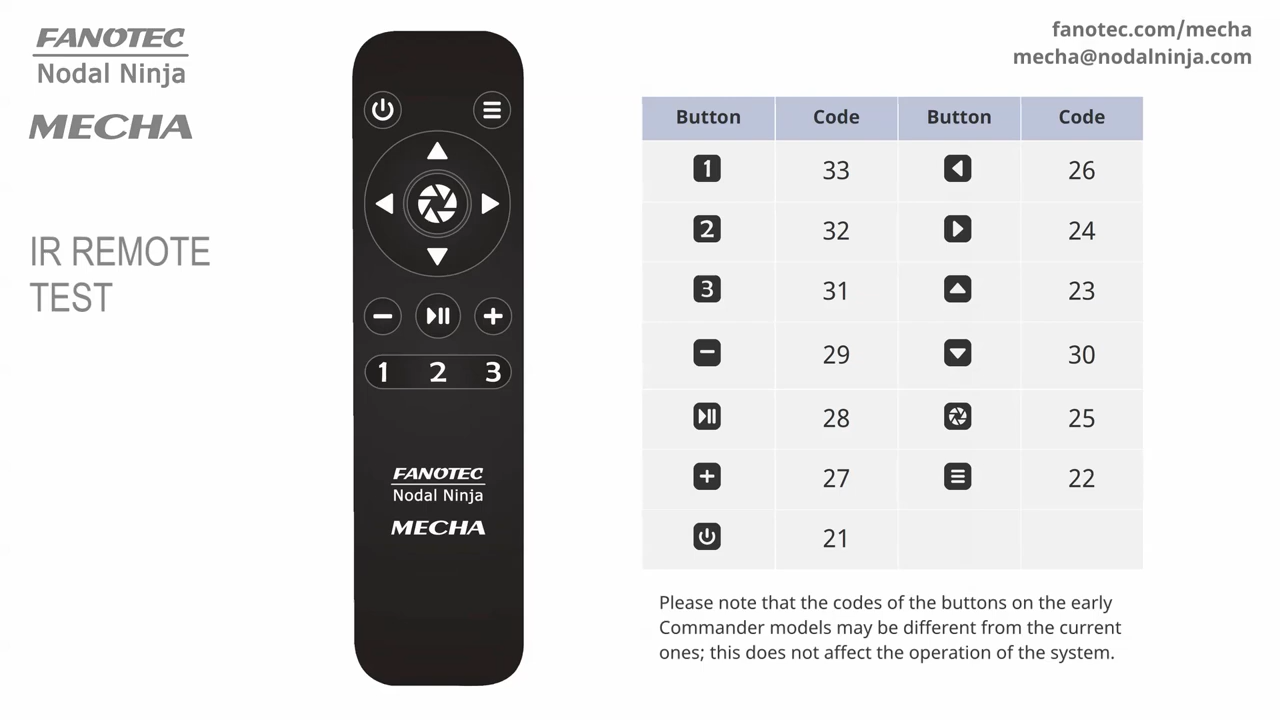 FANOTEC
Nodal Ninja
MECHA
IR REMOTE
TEST
1 2 3
FANOTEC
Nodal Ninja
MECHA
fanotec.com/mecha
mecha@nodalninja.com
Button Code Button Code
1 33 26
2 32 24
3 31 23
29 30
28 25
27 22
21
Please note that the codes of the buttons on the early
Commander models may be different from the current
ones; this does not affect the operation of the system.